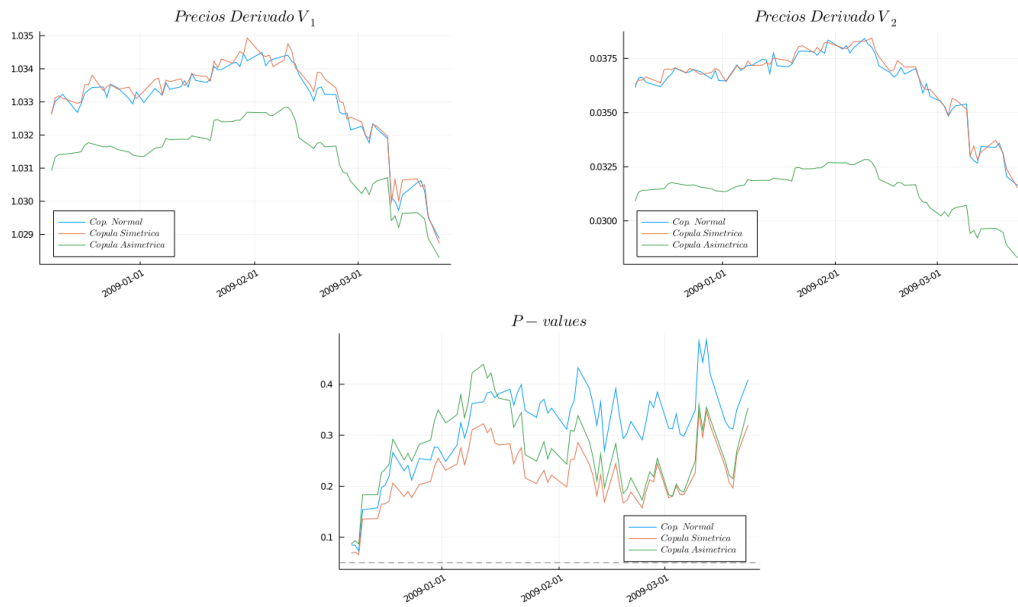 Precios Derivado V₁
1.035
1.034
1.033
1.032
1.031
1.030
1.029
Cop. Normal
Copula Simetrica
Copula Asimetrica
2009-01-01
2009-02-01
2009-03-01
Precios Derivado V₂
0.0375
0.0350
0.0325
0.0300
Cop. Normal
Copula Simetrica
Copula Asimetrica
2009-01-01
2009-02-01
2009-03-01
P − values
0.4
0.3
0.2
0.1
Cop. Normal
Copula Simetrica
Copula Asimetrica
2009-01-01
2009-02-01
2009-03-01